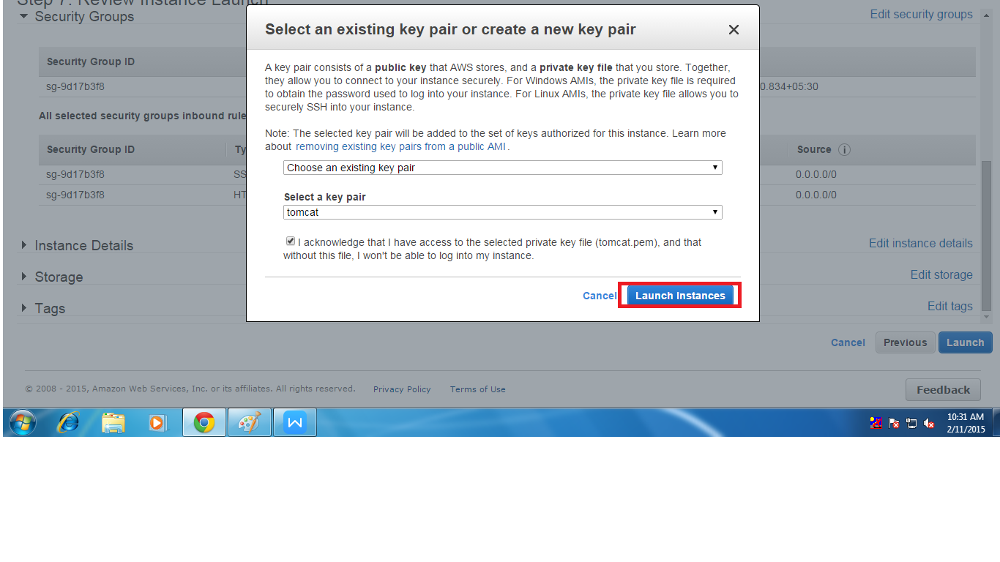 Step 7: Review Instance Launch
Security Groups
Edit security groups
Select an existing key pair or create a new key pair
Security Group ID
sg-9d17b3f8
0.834+05:30
All selected security groups inbound rule
Security Group ID
Ty
Source
sg-9d17b3f8
SS
0.0.0.0/0
sg-9d17b3f8
HT
0.0.0.0/0
A key pair consists of a public key that AWS stores, and a private key file that you store. Together,
they allow you to connect to your instance securely. For Windows AMIs, the private key file is required
to obtain the password used to log into your instance. For Linux AMIs, the private key file allows you to
securely SSH into your instance.
Note: The selected key pair will be added to the set of keys authorized for this instance. Learn more
about removing existing key pairs from a public AMI .
Choose an existing key pair
Select a key pair
tomcat
I acknowledge that I have access to the selected private key file (tomcat.pem), and that
without this file, I won't be able to log into my instance.
Cancel
Launch Instances
Instance Details
Edit instance details
Storage
Edit storage
Tags
Edit tags
Cancel
Previous
Launch
© 2008 - 2015, Amazon Web Services, Inc. or its affiliates. All rights reserved.
Privacy Policy
Terms of Use
Feedback
10:31 AM
2/11/2015